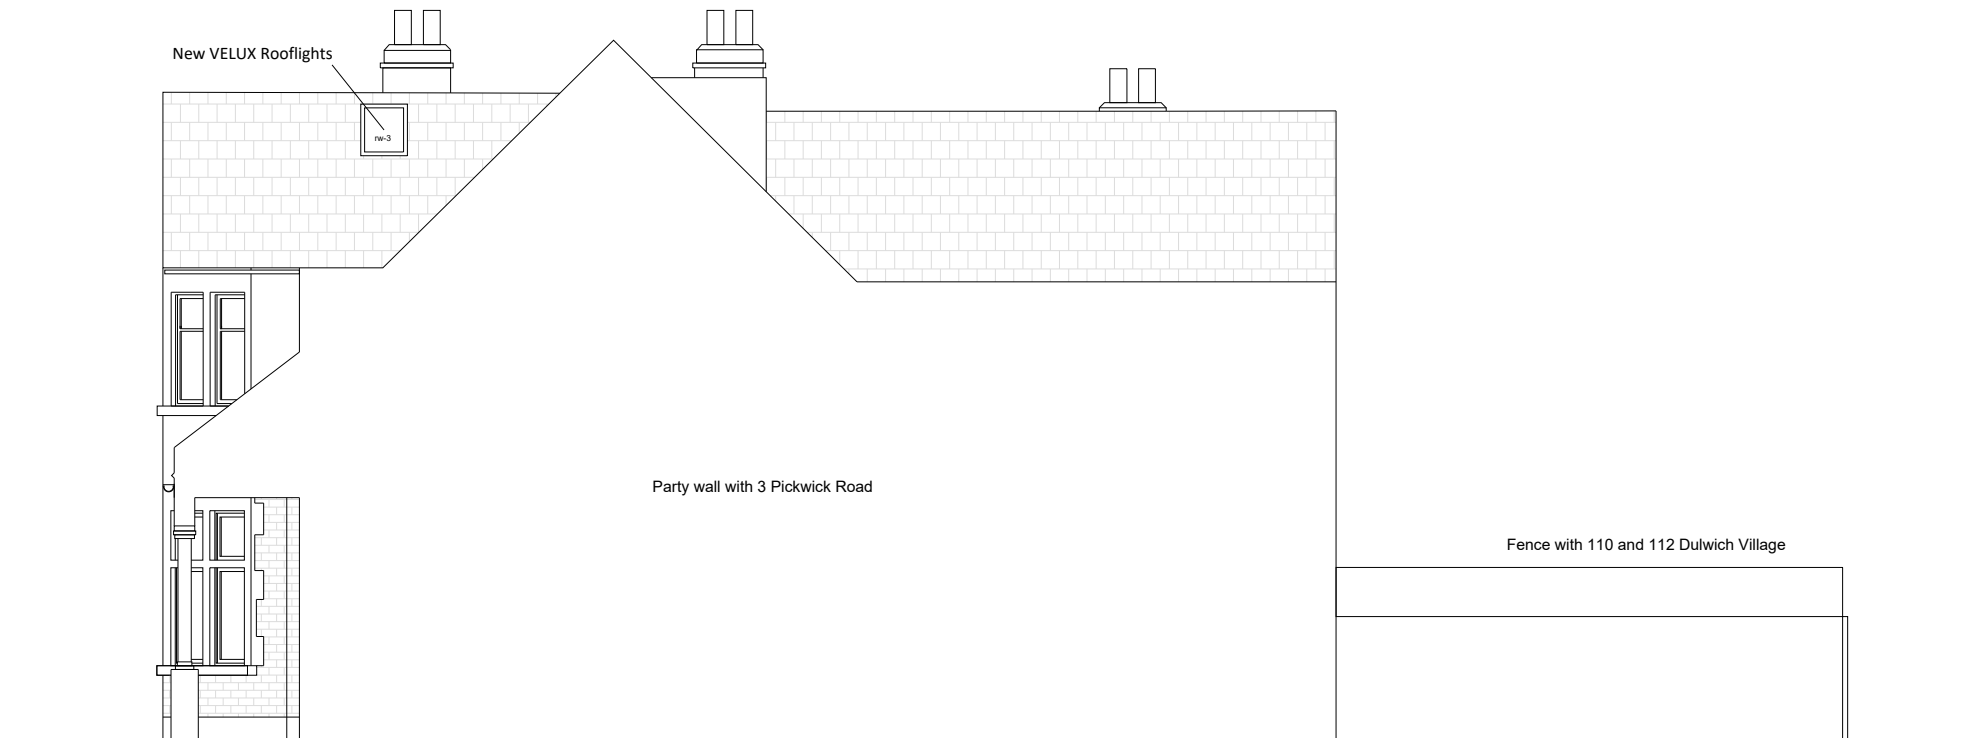 New VELUX Rooflights
rw-3
Party wall with 3 Pickwick Road
Fence with 110 and 112 Dulwich Village